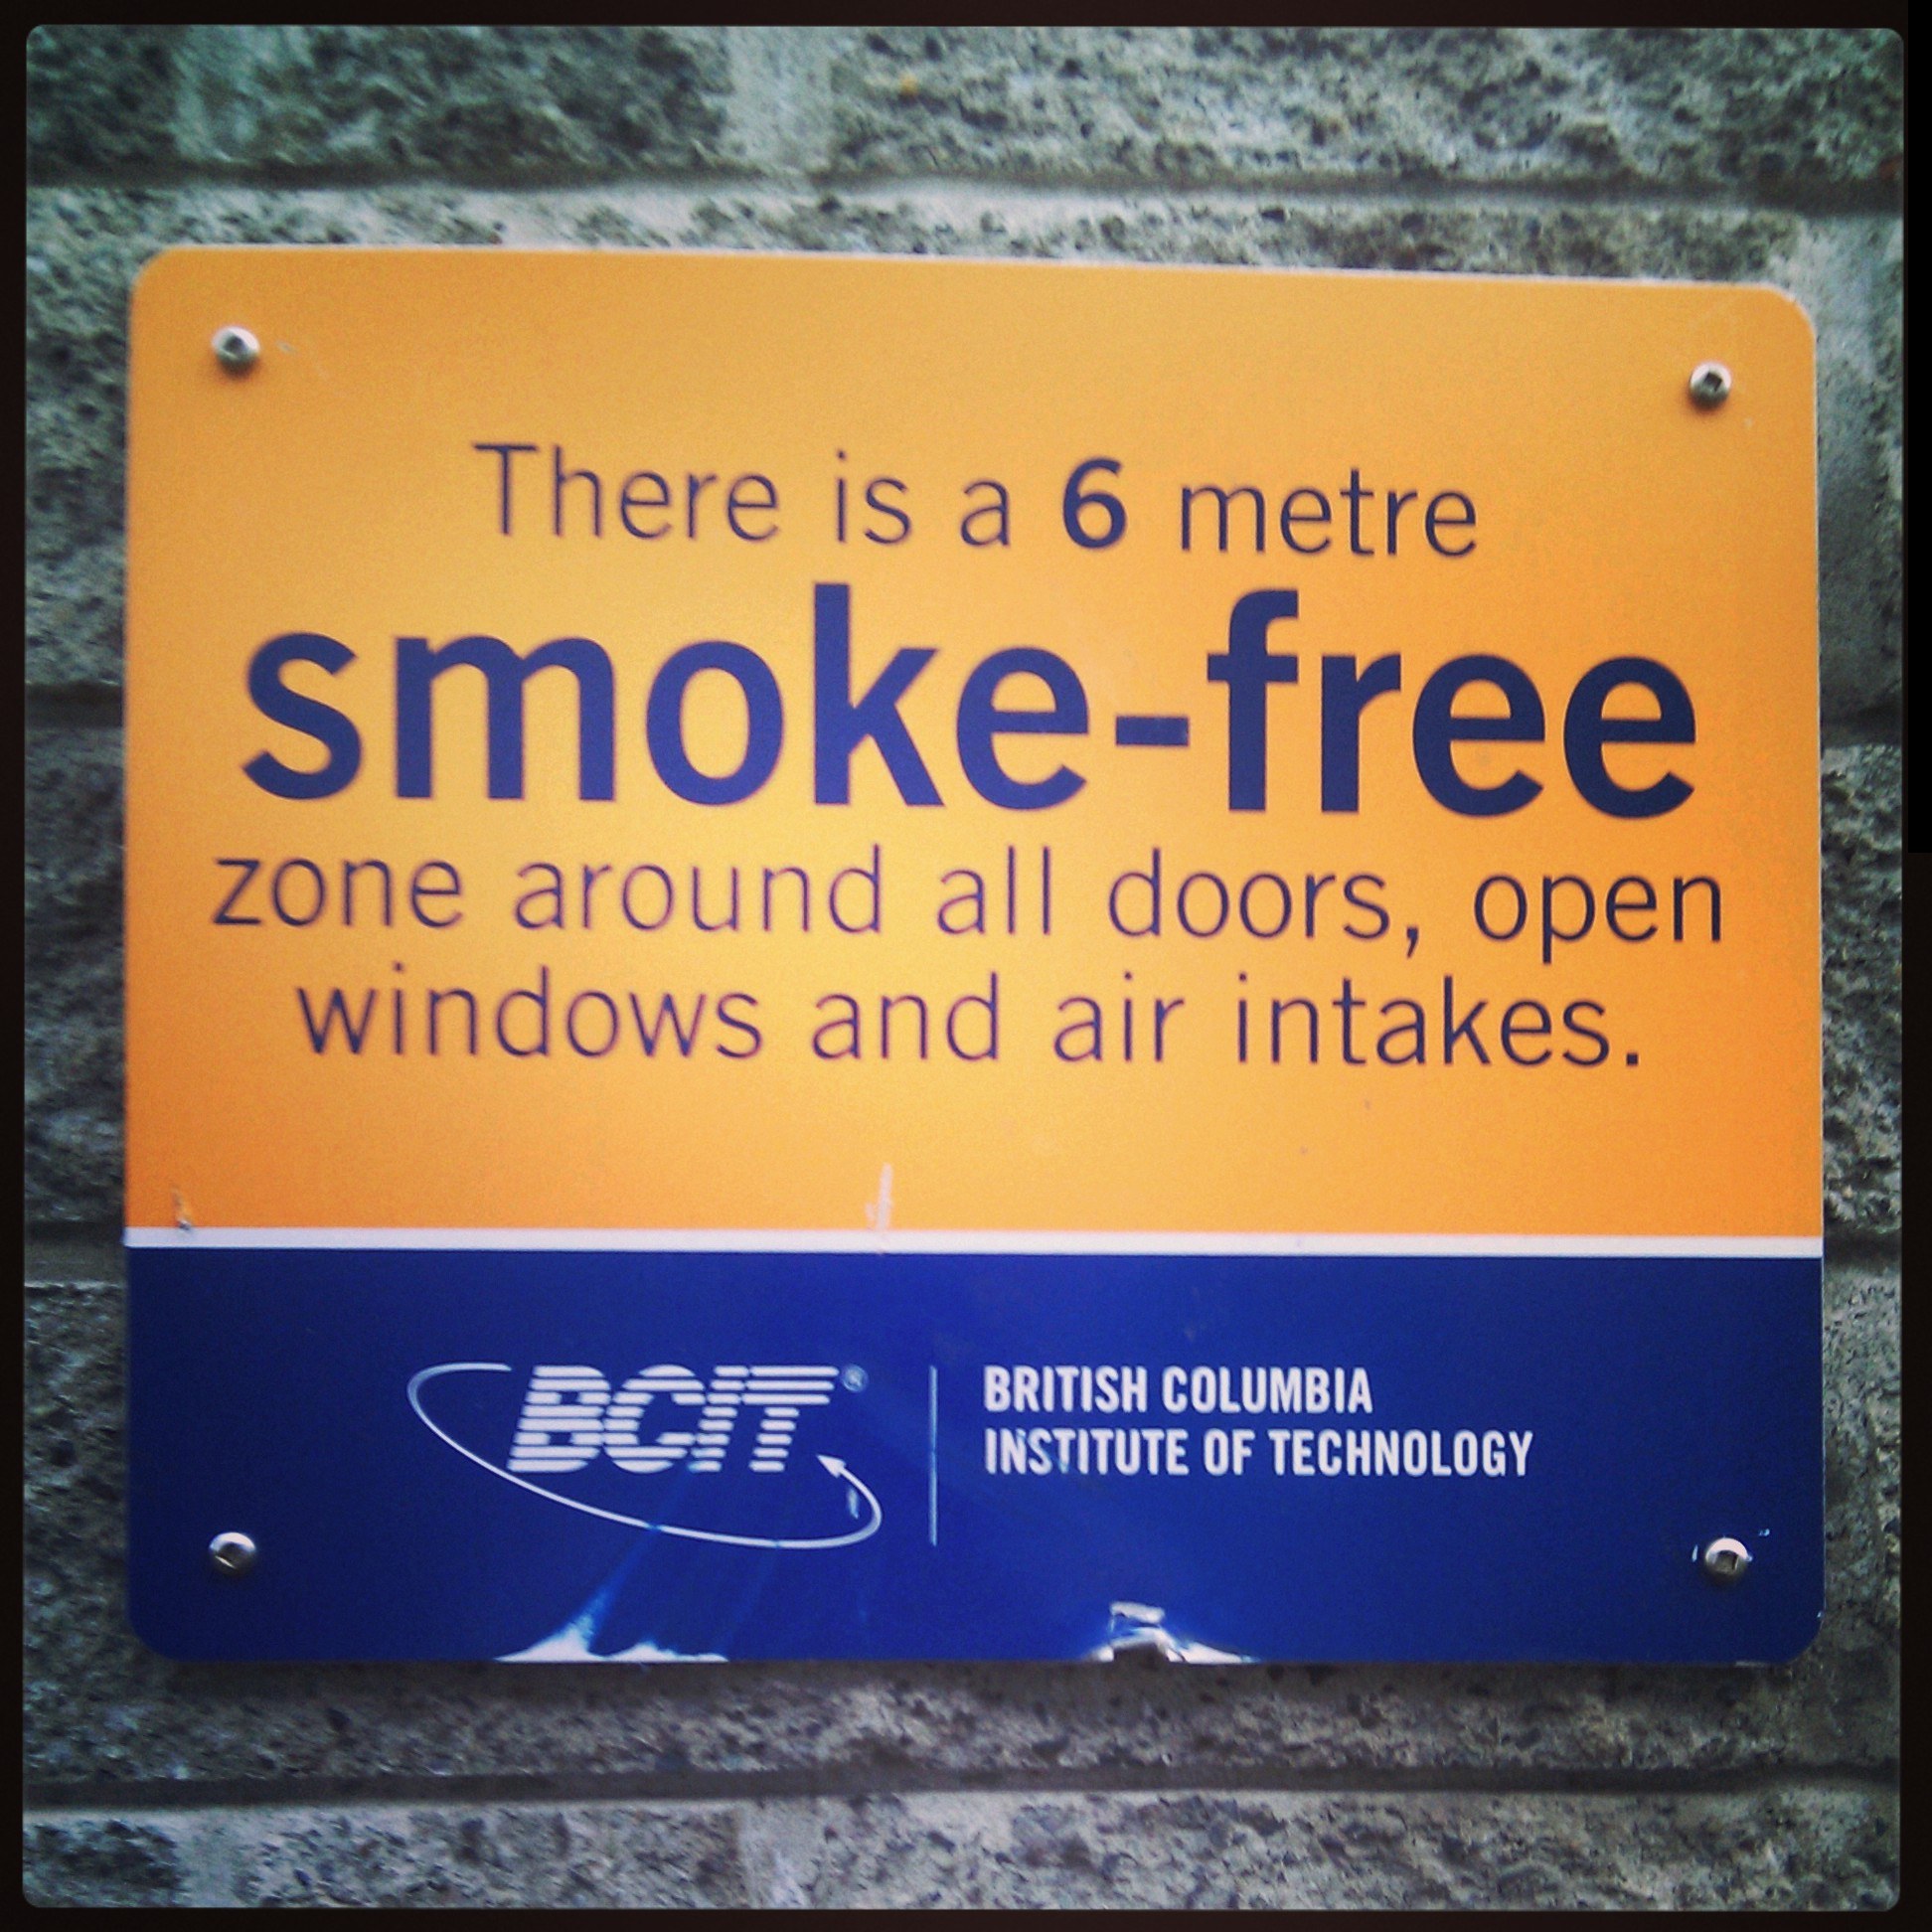 There is a 6 metre
smoke-free
zone around all doors, open
windows and air intakes.
BCIT®
BRITISH COLUMBIA
INSTITUTE OF TECHNOLOGY